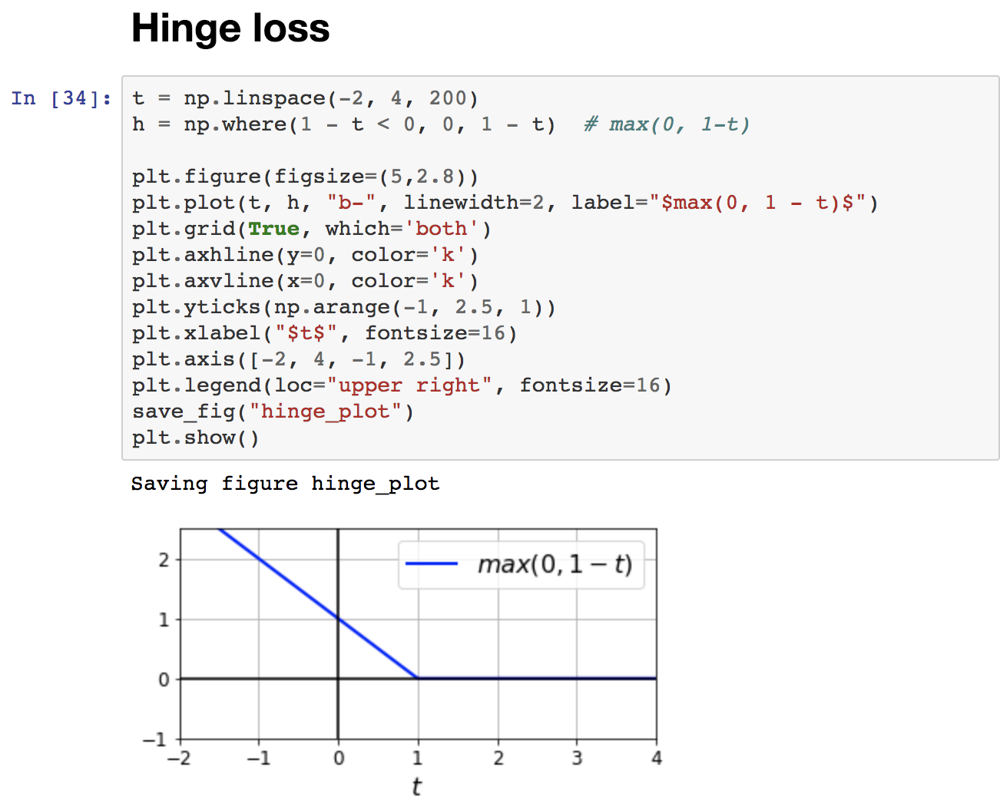 Hinge loss
In [34]:
t = np.linspace(-2, 4, 200)
h = np.where(1 - t < 0, 0, 1 - t)  # max(0, 1-t)
plt.figure(figsize=(5,2.8))
plt.plot(t, h, "b-", linewidth=2, label="$max(0, 1 - t)$")
plt.grid(True, which='both')
plt.axhline(y=0, color='k')
plt.axvline(x=0, color='k')
plt.yticks(np.arange(-1, 2.5, 1))
plt.xlabel("$t$", fontsize=16)
plt.axis([-2, 4, -1, 2.5])
plt.legend(loc="upper right", fontsize=16)
save_fig("hinge_plot")
plt.show()
Saving figure hinge_plot
max(0, 1 − t)
2
1
0
−1
−2 −1 0 1 2 3 4
t